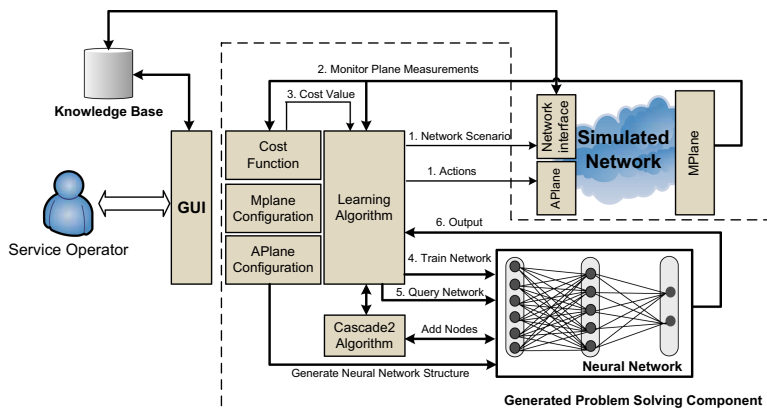 2. Monitor Plane Measurements
3. Cost Value
Knowledge Base
Cost
Function
1. Network Scenario
Network
interface
Simulated
Network
MPlane
Service Operator
GUI
Mplane
Configuration
Learning
Algorithm
1. Actions
APlane
APlane
Configuration
6. Output
4. Train Network
5. Query Network
Cascade2
Algorithm
Add Nodes
Neural Network
Generate Neural Network Structure
Generated Problem Solving Component